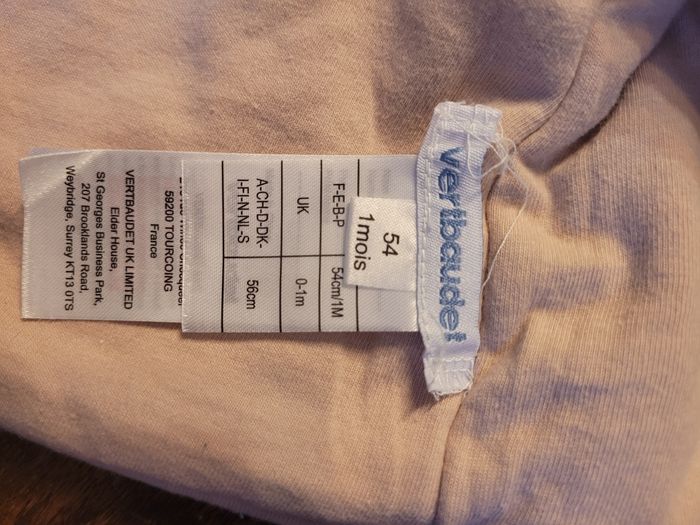 vertbaudet
54
1mois
F-E-B-P 54cm/1M
UK 0-1m
A-CH-D-DK-
I-FI-N-NL-S 56cm
59200 TOURCOING
France
VERTBAUDET UK LIMITED
Elder House,
St Georges Business Park,
207 Brooklands Road,
Weybridge, Surrey KT13 0TS